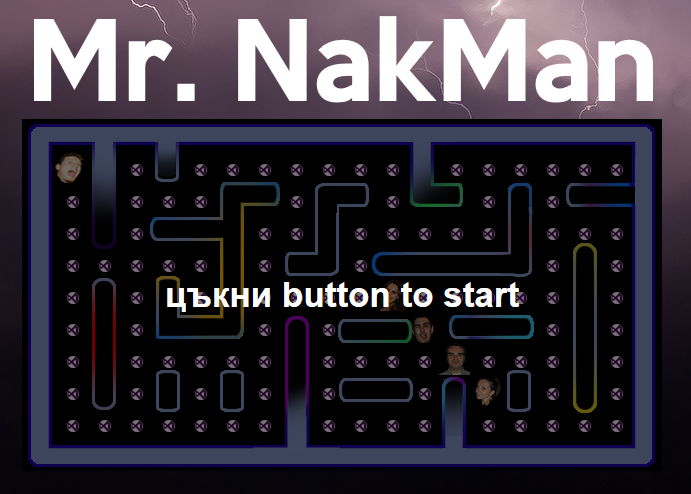 Mr. NakMan
цъкни button to start